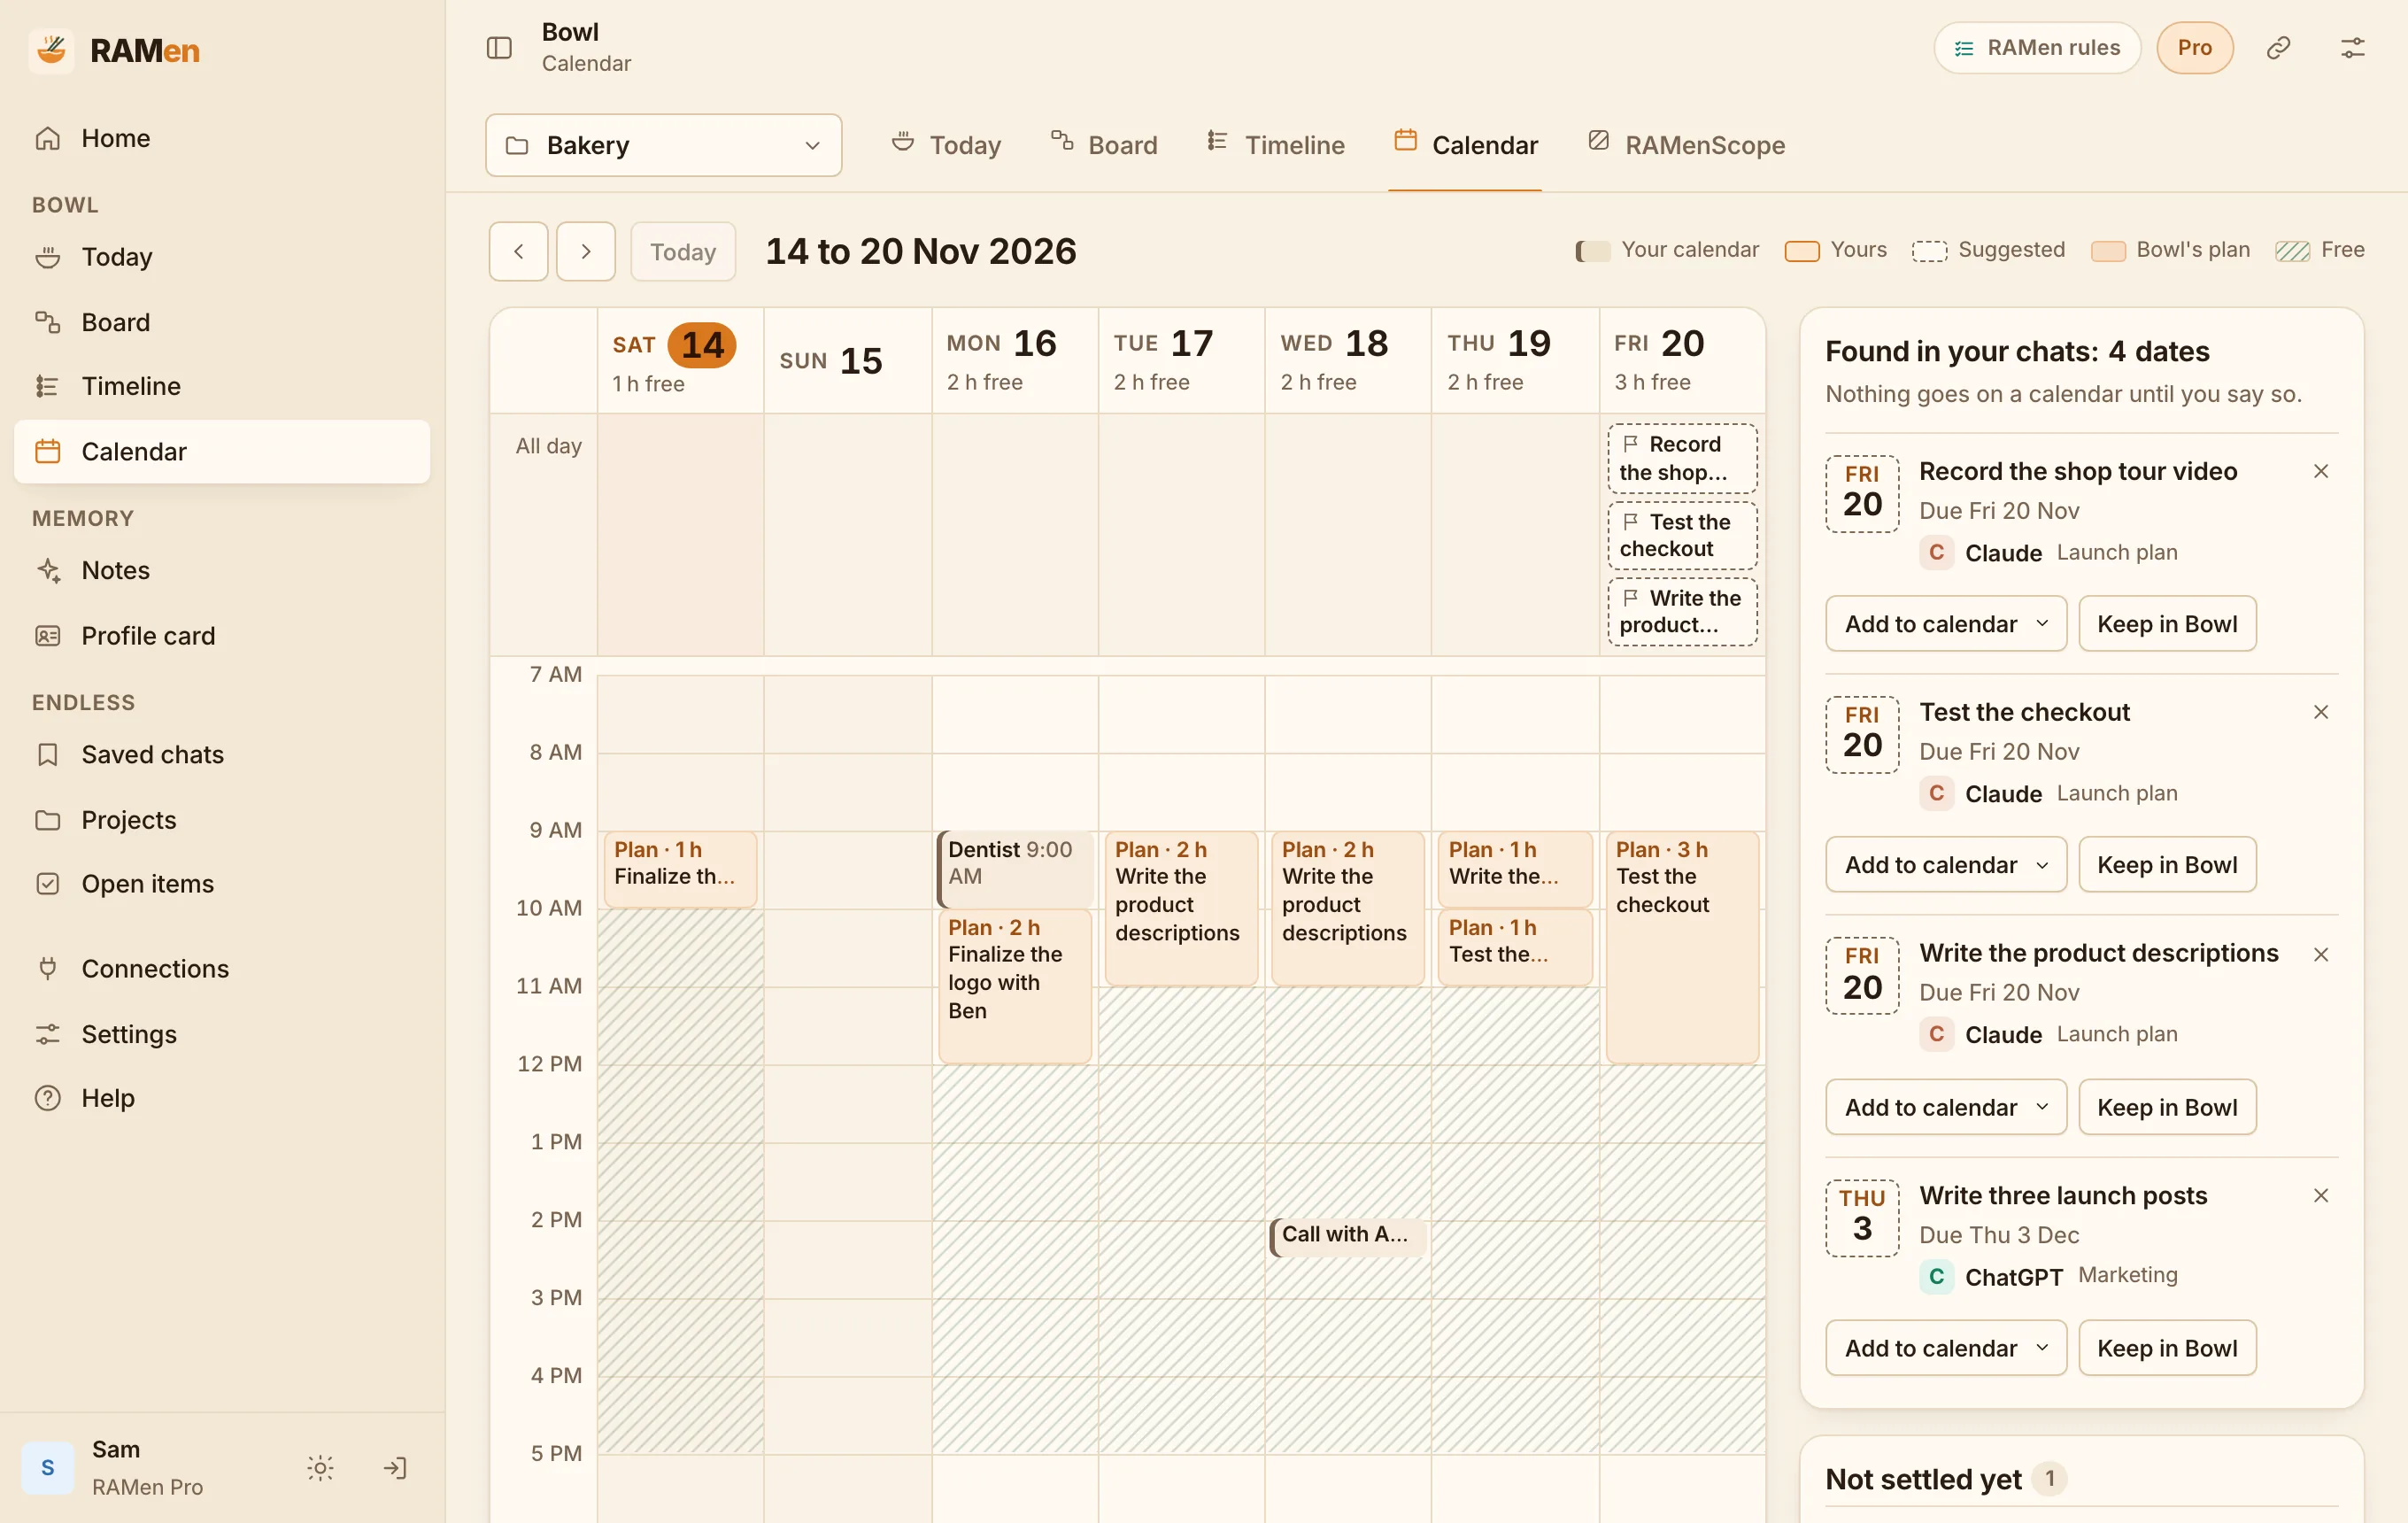 RAMen
Home
BOWL
Today
Board
Timeline
Calendar
MEMORY
Notes
Profile card
ENDLESS
Saved chats
Projects
Open items
Connections
Settings
Help
S
Sam
RAMen Pro
Bowl
Calendar
RAMen rules
Pro
Bakery
Today
Board
Timeline
Calendar
RAMenScope
Today
14 to 20 Nov 2026
Your calendar
Yours
Suggested
Bowl's plan
Free
SAT 14
1 h free
SUN 15
MON 16
2 h free
TUE 17
2 h free
WED 18
2 h free
THU 19
2 h free
FRI 20
3 h free
All day
Record
the shop...
Test the
checkout
Write the
product...
7 AM
8 AM
9 AM
10 AM
11 AM
12 PM
1 PM
2 PM
3 PM
4 PM
5 PM
Plan · 1 h
Finalize th...
Dentist 9:00
AM
Plan · 2 h
Finalize the
logo with
Ben
Plan · 2 h
Write the
product
descriptions
Plan · 2 h
Write the
product
descriptions
Call with A...
Plan · 1 h
Write the...
Plan · 1 h
Test the...
Plan · 3 h
Test the
checkout
Found in your chats: 4 dates
Nothing goes on a calendar until you say so.
FRI
20
Record the shop tour video
Due Fri 20 Nov
C Claude Launch plan
Add to calendar
Keep in Bowl
FRI
20
Test the checkout
Due Fri 20 Nov
C Claude Launch plan
Add to calendar
Keep in Bowl
FRI
20
Write the product descriptions
Due Fri 20 Nov
C Claude Launch plan
Add to calendar
Keep in Bowl
THU
3
Write three launch posts
Due Thu 3 Dec
C ChatGPT Marketing
Add to calendar
Keep in Bowl
Not settled yet 1